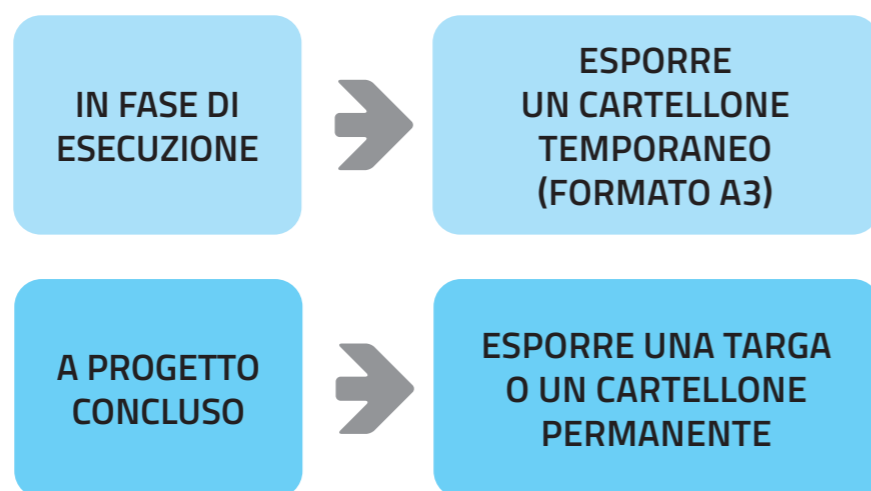 IN FASE DI
ESECUZIONE
ESPORRE
UN CARTELLONE
TEMPORANEO
(FORMATO A3)
A PROGETTO
CONCLUSO
ESPORRE UNA TARGA
O UN CARTELLONE
PERMANENTE